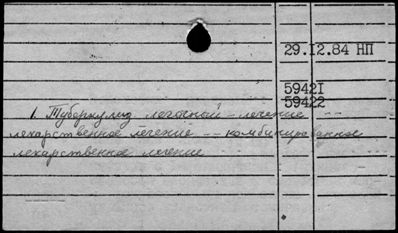 29.12.84 НП
59421
59422
1. Туберкулез легочный - лечение --
лекарственное лечение -- комбинированное
лекарственное лечение